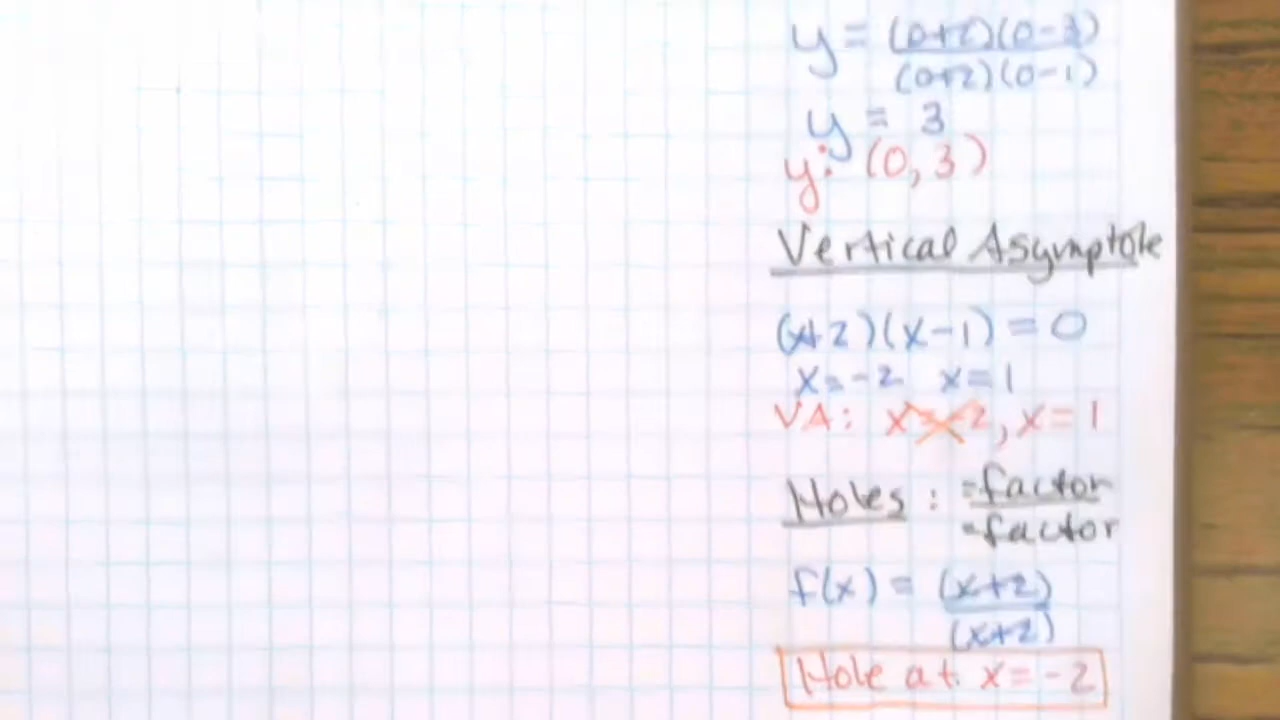 y = (0+2)(0-3)
(0+2)(0-1)
y = 3
y: (0,3)
Vertical Asymptote
(x+2)(x-1) = 0
x=-2 x=1
VA: x=-2, x=1
Holes: =factor
=factor
f(x) = (x+2)
(x+2)
Hole at x=-2